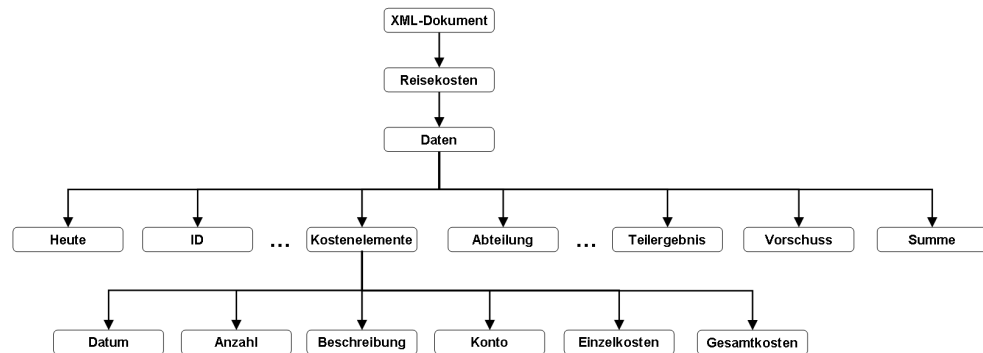 XML-Dokument
Reisekosten
Daten
Heute ID ... Kostenelemente Abteilung ... Teilergebnis Vorschuss Summe
Datum Anzahl Beschreibung Konto Einzelkosten Gesamtkosten